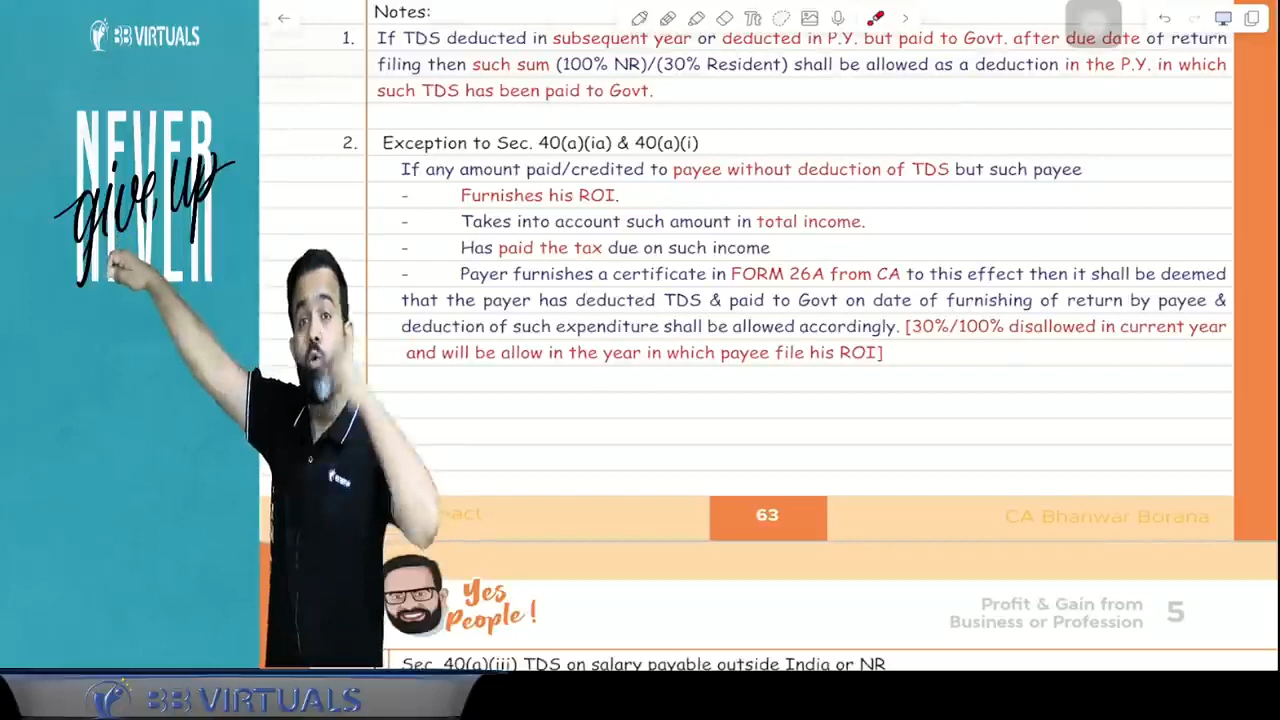 BB VIRTUALS
NEVER
give up
NEVER
Notes:
1. If TDS deducted in subsequent year or deducted in P.Y. but paid to Govt. after due date of return
filing then such sum (100% NR)/(30% Resident) shall be allowed as a deduction in the P.Y. in which
such TDS has been paid to Govt.
2. Exception to Sec. 40(a)(ia) & 40(a)(i)
If any amount paid/credited to payee without deduction of TDS but such payee
- Furnishes his ROI.
- Takes into account such amount in total income.
- Has paid the tax due on such income
- Payer furnishes a certificate in FORM 26A from CA to this effect then it shall be deemed
that the payer has deducted TDS & paid to Govt on date of furnishing of return by payee &
deduction of such expenditure shall be allowed accordingly. [30%/100% disallowed in current year
and will be allow in the year in which payee file his ROI]
63
CA Bhanwar Borana
Yes
People!
Profit & Gain from
Business or Profession 5
Sec. 40(a)(iii) TDS on salary payable outside India or NR
BB VIRTUALS